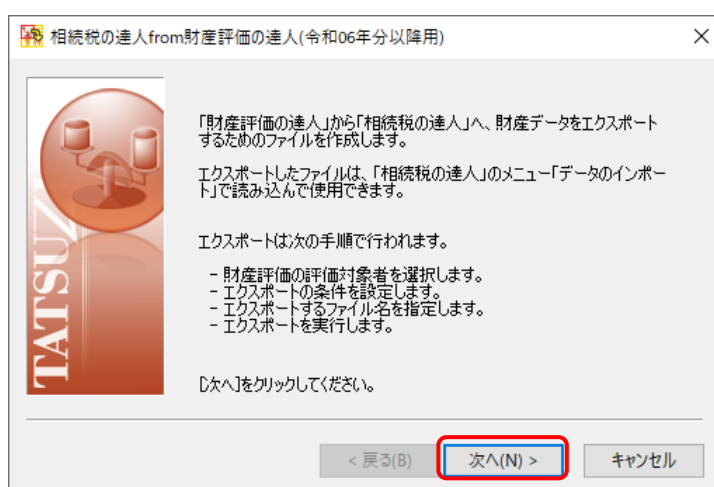 相続税の達人from財産評価の達人(令和06年分以降用)
「財産評価の達人」から「相続税の達人」へ、財産データをエクスポート
するためのファイルを作成します。
エクスポートしたファイルは、「相続税の達人」のメニュー「データのインポー
ト」で読み込んで使用できます。
エクスポートは次の手順で行われます。
- 財産評価の評価対象者を選択します。
- エクスポートの条件を設定します。
- エクスポートするファイル名を指定します。
- エクスポートを実行します。
[次へ]をクリックしてください。
TATSUZ
< 戻る(B)
次へ(N) >
キャンセル